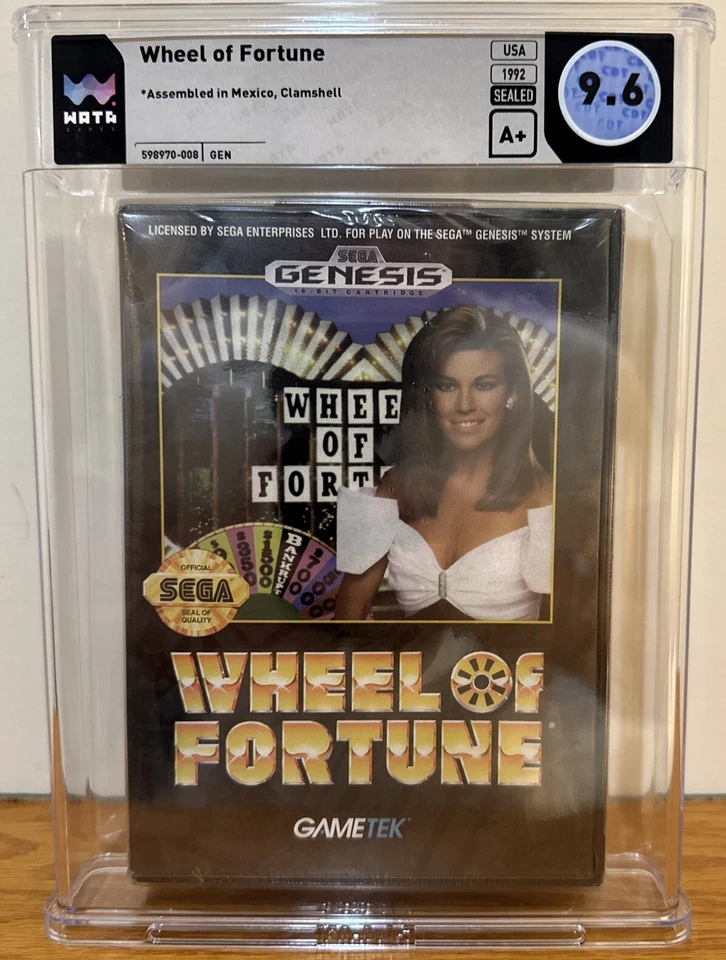 WATA
GAMES
Wheel of Fortune
*Assembled in Mexico, Clamshell
598970-008 GEN
USA
1992
SEALED
A+
9.6
LICENSED BY SEGA ENTERPRISES LTD. FOR PLAY ON THE SEGA™ GENESIS™ SYSTEM
SEGA
GENESIS
16-BIT CARTRIDGE
WHEE
OF
FORT
$350
$1500
BANKRUPT
OFFICIAL
SEGA
SEAL OF
QUALITY
WHEEL OF
FORTUNE
GAMETEK